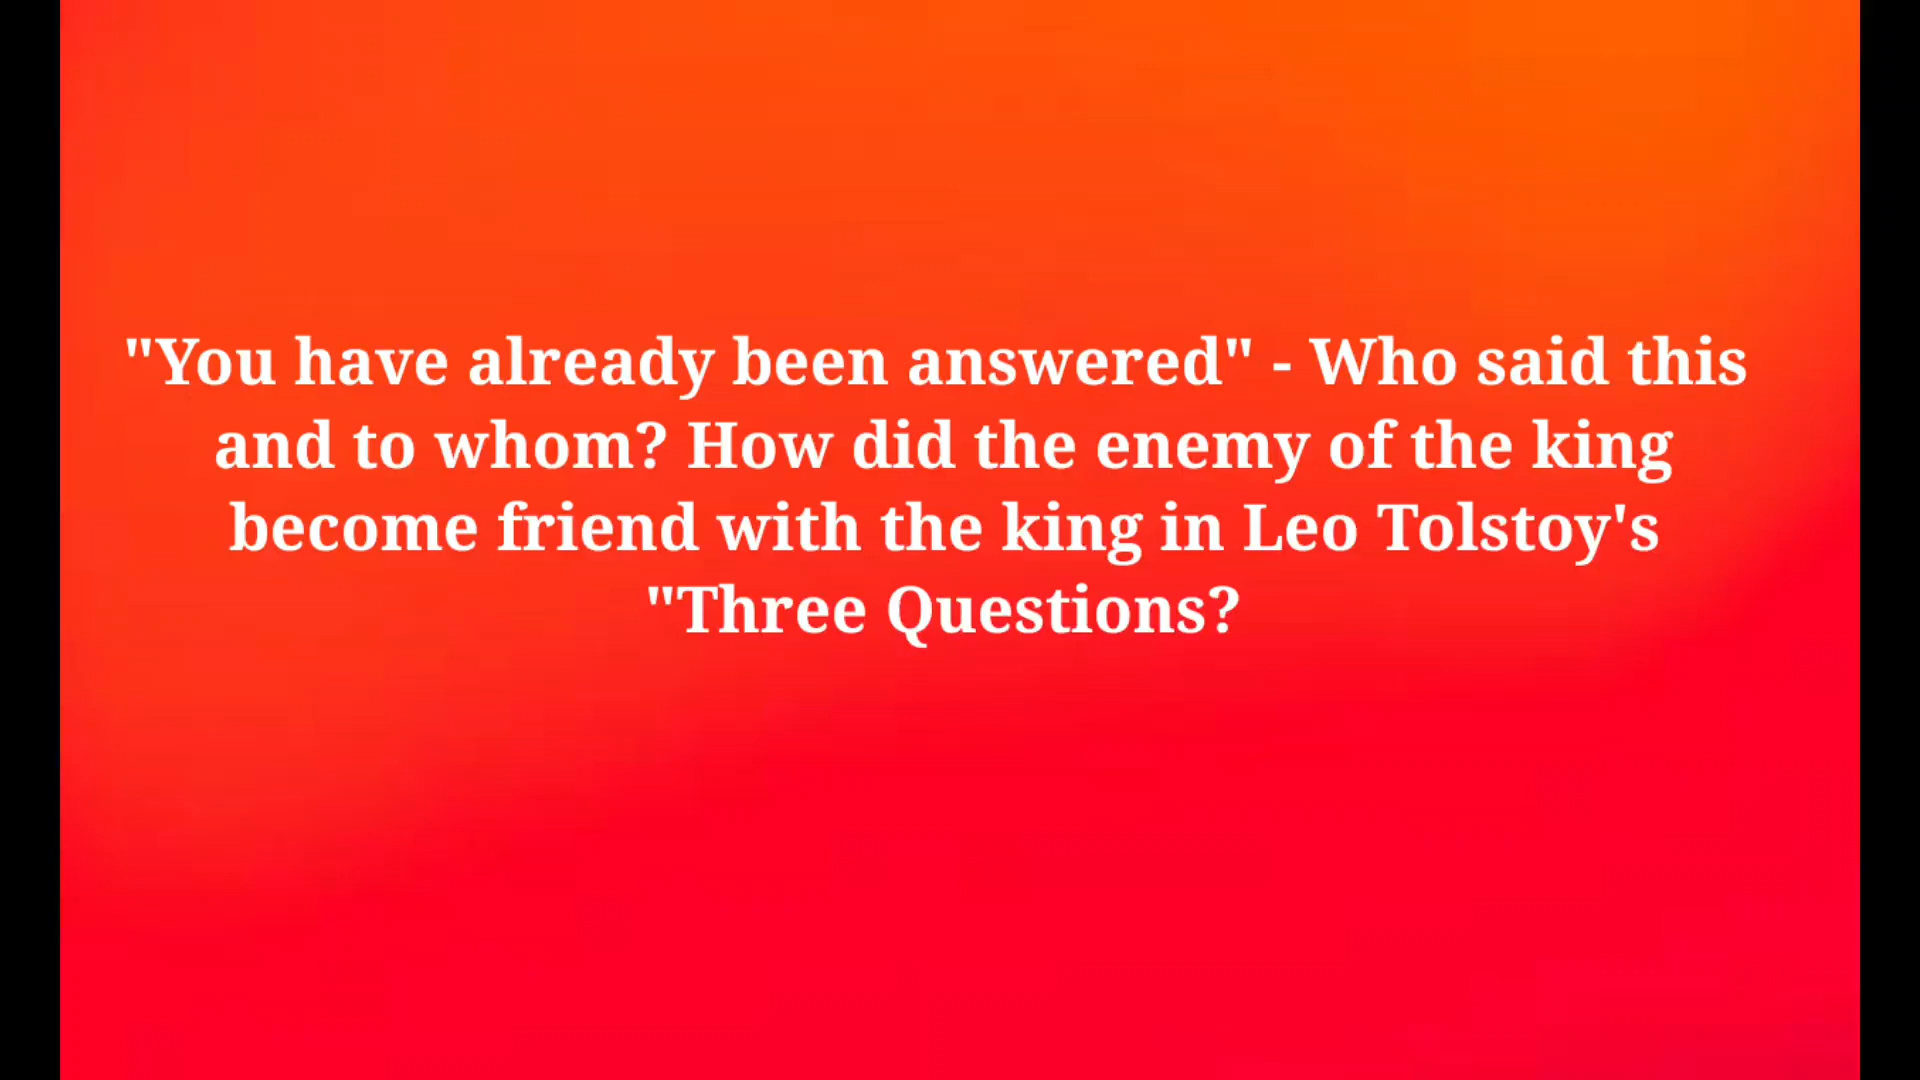 "You have already been answered" - Who said this
and to whom? How did the enemy of the king
become friend with the king in Leo Tolstoy's
"Three Questions?